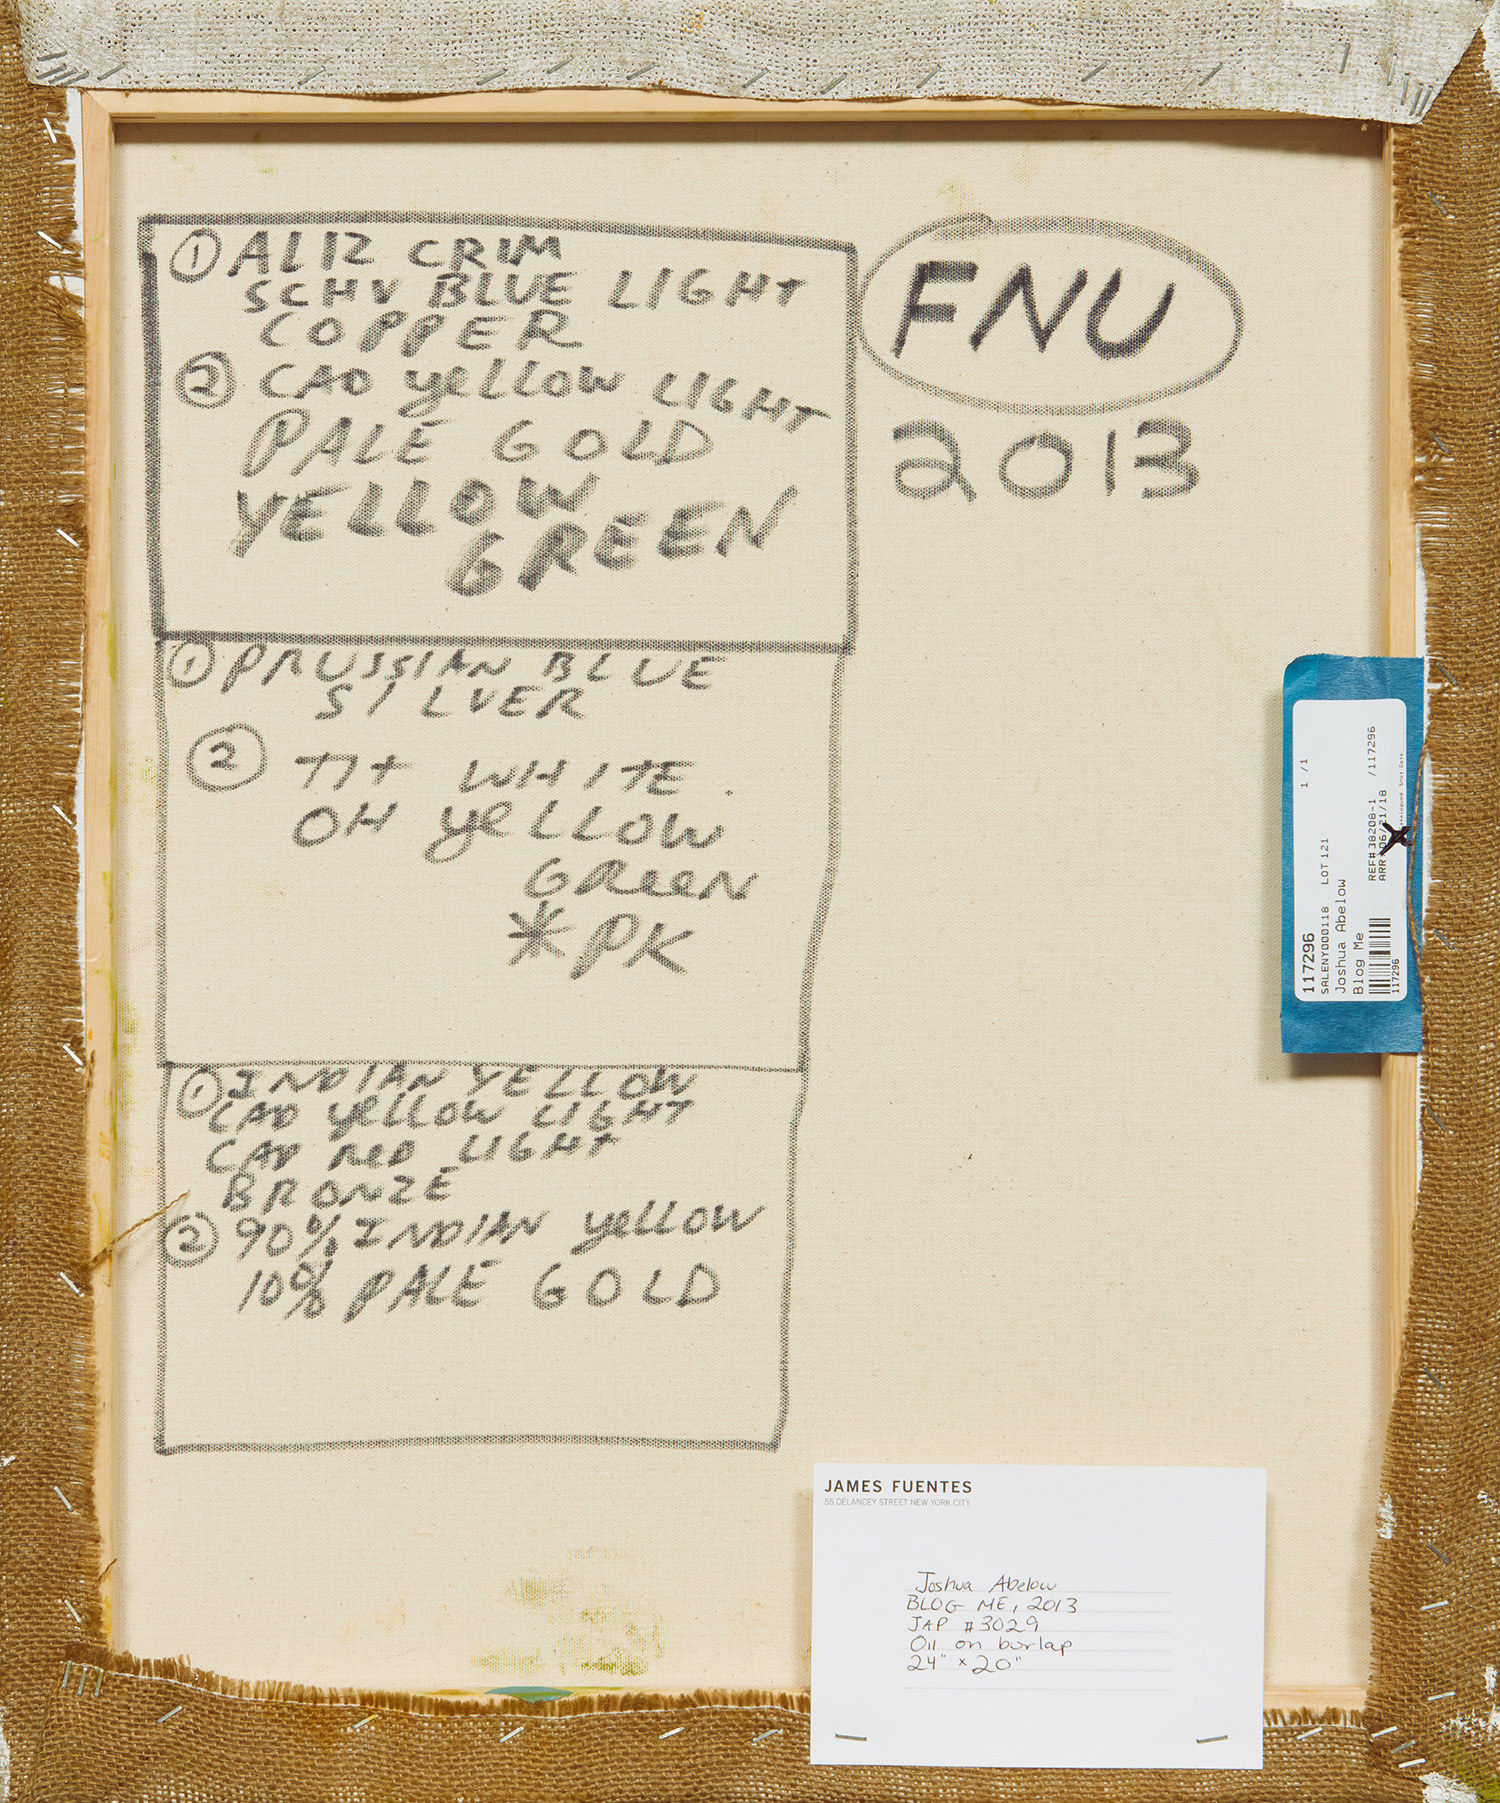 ① ALIZ CRIM
SCHV BLUE LIGHT
COPPER
② CAD yellow LIGHT
PALE GOLD
YELLOW
GREEN
FNU
2013
① PRUSSIAN BLUE
SILVER
② TIT WHITE
OH yellow
GReeN
*PK
① INDIAN YELLOW
CAD yellow LIGHT
CAD ReD LIGHT
BRONZE
② 90% INDIAN yellow
10% PALE GOLD
117296
SALENY000118 LOT 121 1 /1
Joshua Abelow
Blog Me
REF# 38208-1 /117296
06/21/18
117296
JAMES FUENTES
55 DELANCEY STREET NEW YORK CITY
Joshua Abelow
BLOG ME, 2013
JAP #3029
Oil on burlap
24" x 20"